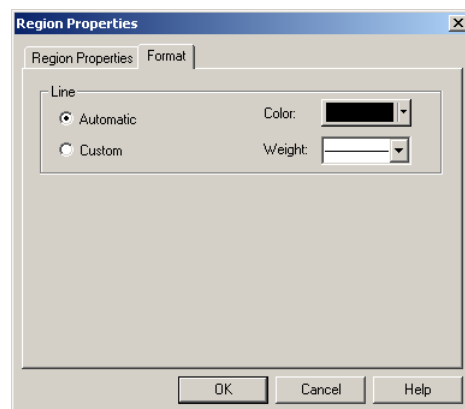 Region Properties
Region Properties Format
Line
Automatic Color:
Custom Weight:
OK Cancel Help